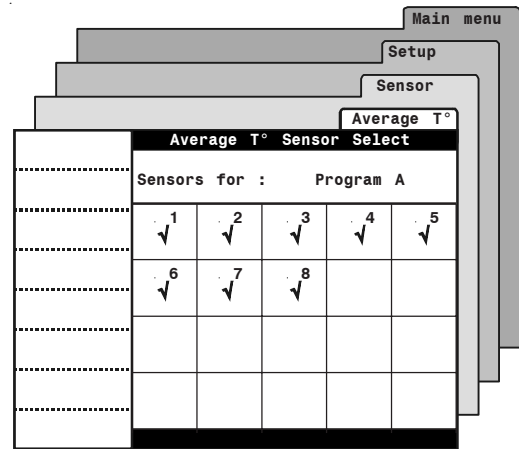 Main menu
Setup
Sensor
Average T°
Average T° Sensor Select
Sensors for : Program A
1 2 3 4 5
√ √ √ √ √
6 7 8
√ √ √